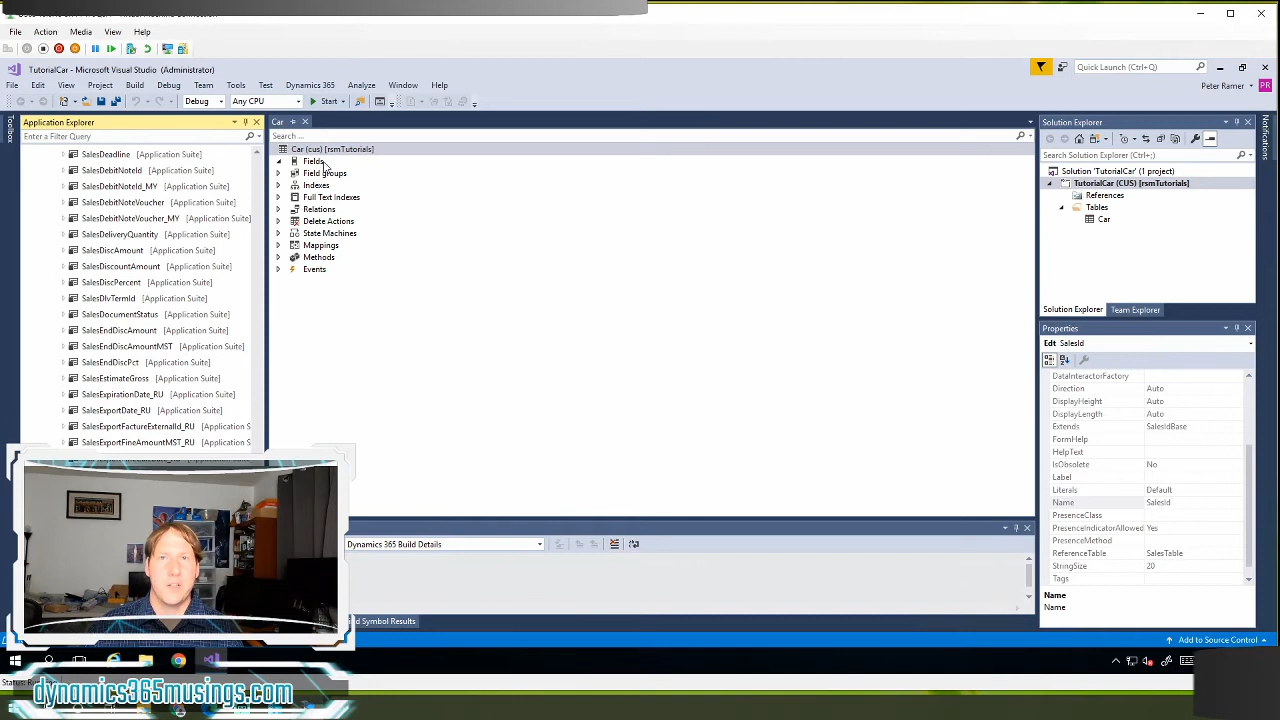 File Action Media View Help
TutorialCar - Microsoft Visual Studio (Administrator)
Quick Launch (Ctrl+Q)
File Edit View Project Build Debug Team Tools Test Dynamics 365 Analyze Window Help
Peter Ramer PR
Debug Any CPU Start
Toolbox
Application Explorer
Enter a Filter Query
SalesDeadline [Application Suite]
SalesDebitNoteId [Application Suite]
SalesDebitNoteId_MY [Application Suite]
SalesDebitNoteVoucher [Application Suite]
SalesDebitNoteVoucher_MY [Application Suite]
SalesDeliveryQuantity [Application Suite]
SalesDiscAmount [Application Suite]
SalesDiscountAmount [Application Suite]
SalesDiscPercent [Application Suite]
SalesDlvTermId [Application Suite]
SalesDocumentStatus [Application Suite]
SalesEndDiscAmount [Application Suite]
SalesEndDiscAmountMST [Application Suite]
SalesEndDiscPct [Application Suite]
SalesEstimateGross [Application Suite]
SalesExpirationDate_RU [Application Suite]
SalesExportDate_RU [Application Suite]
SalesExportFactureExternalId_RU [Application S
SalesExportFineAmountMST_RU [Application S
Car
Search ...
Car (cus) [rsmTutorials]
Fields
Field groups
Indexes
Full Text Indexes
Relations
Delete Actions
State Machines
Mappings
Methods
Events
Dynamics 365 Build Details
Symbol Results
Solution Explorer
Search Solution Explorer (Ctrl+;)
Solution 'TutorialCar' (1 project)
TutorialCar (CUS) [rsmTutorials]
References
Tables
Car
Solution Explorer Team Explorer
Notifications
Properties
Edt SalesId
DataInteractorFactory
Direction Auto
DisplayHeight Auto
DisplayLength Auto
Extends SalesIdBase
FormHelp
HelpText
IsObsolete No
Label
Literals Default
Name SalesId
PresenceClass
PresenceIndicatorAllowed Yes
PresenceMethod
ReferenceTable SalesTable
StringSize 20
Tags
Name
Name
Add to Source Control
dynamics365musings.com